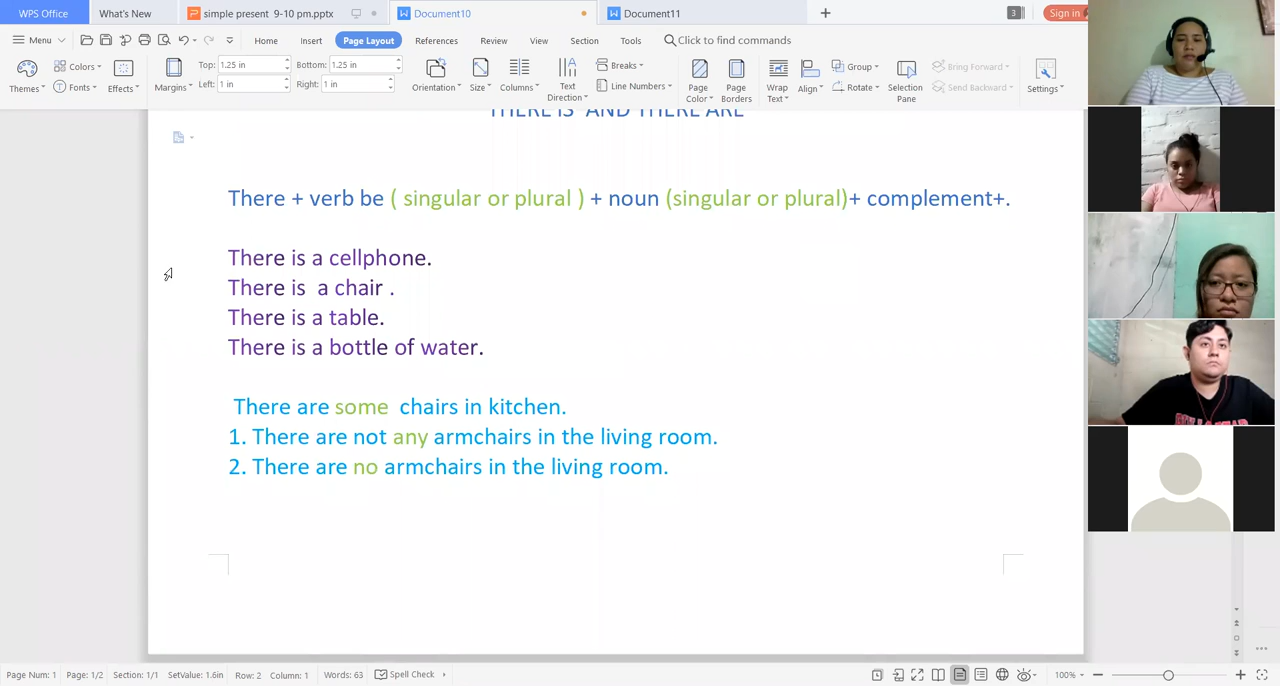 WPS Office What's New simple present 9-10 pm.pptx Document10 Document11 + 3 Sign in
Menu Home Insert Page Layout References Review View Section Tools Click to find commands
Themes Colors Fonts Effects Margins Top: 1.25 in Bottom: 1.25 in Left: 1 in Right: 1 in Orientation Size Columns Text Direction Breaks Line Numbers Page Color Page Borders Wrap Text Align Group Rotate Selection Pane Bring Forward Send Backward Settings
THERE IS AND THERE ARE
There + verb be ( singular or plural ) + noun (singular or plural)+ complement+.
There is a cellphone.
There is  a chair .
There is a table.
There is a bottle of water.
There are some  chairs in kitchen.
1. There are not any armchairs in the living room.
2. There are no armchairs in the living room.
Page Num: 1 Page: 1/2 Section: 1/1 SetValue: 1.6in Row: 2 Column: 1 Words: 63 Spell Check 100%